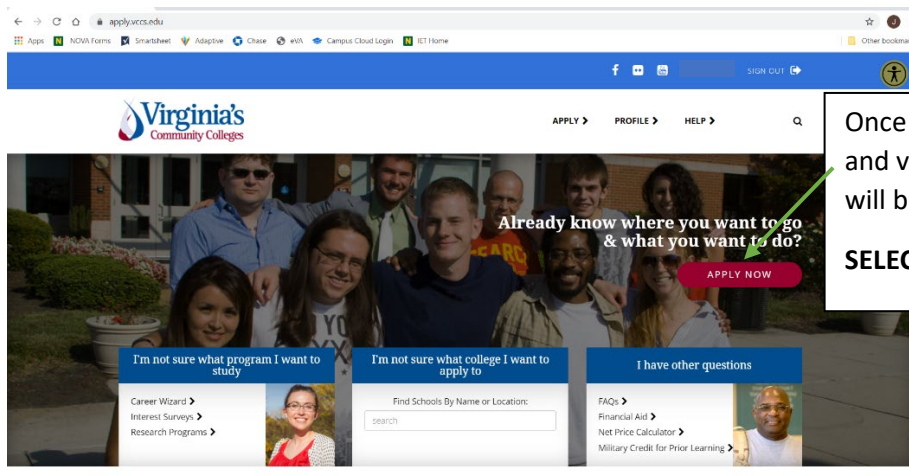 apply.vccs.edu
Apps NOVA Forms Smartsheet Adaptive Chase eVA Campus Cloud Login IET Home Other bookmar
SIGN OUT
Virginia's
Community Colleges
APPLY PROFILE HELP
Once
and v
will b
SELEC
Already know where you want to go
& what you want to do?
APPLY NOW
I'm not sure what program I want to
study
Career Wizard
Interest Surveys
Research Programs
I'm not sure what college I want to
apply to
Find Schools By Name or Location:
search
I have other questions
FAQs
Financial Aid
Net Price Calculator
Military Credit for Prior Learning